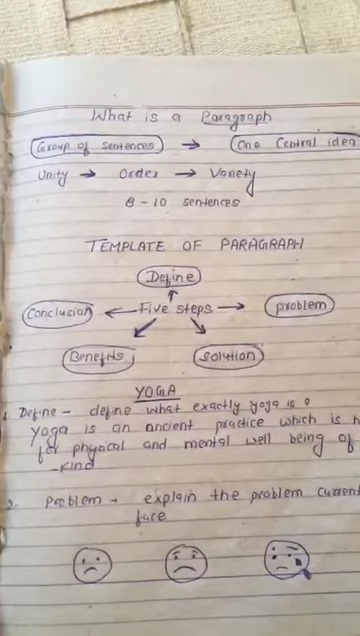 What is a Paragraph
Group of sentences → One Central idea
Unity → Order → Variety
8 - 10 sentences
TEMPLATE OF PARAGRAPH
Define
Conclusion ← Five steps → problem
Benefits solution
YOGA
1. Define - define what exactly yoga is ?
Yoga is an ancient practice which is
for physical and mental well being of
-kind
2. Problem → explain the problem current
face